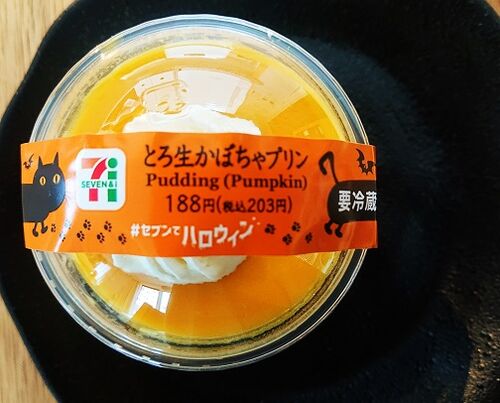 7i
SEVEN&i
とろ生かぼちゃプリン
Pudding (Pumpkin)
188円(税込203円)
#セブンでハロウィン
要冷蔵